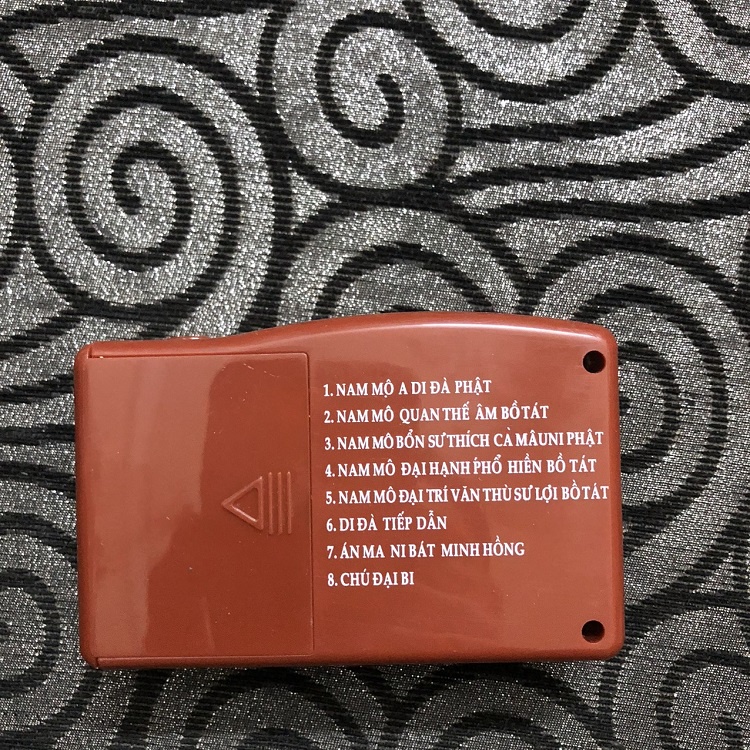 1. NAM MỘ A DI ĐÀ PHẬT
2. NAM MÔ QUAN THẾ ÂM BỒ TÁT
3. NAM MÔ BỔN SƯ THÍCH CA MÂUNI PHẬT
4. NAM MÔ ĐẠI HẠNH PHỔ HIỀN BỒ TÁT
5. NAM MÔ ĐẠI TRÍ VĂN THÙ SƯ LỢI BỒ TÁT
6. DI ĐÀ TIẾP DẪN
7. ÁN MA NI BÁT MINH HỒNG
8. CHÚ ĐẠI BI